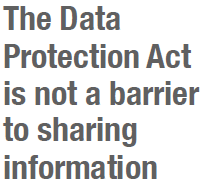 The Data
Protection Act
is not a barrier
to sharing
information